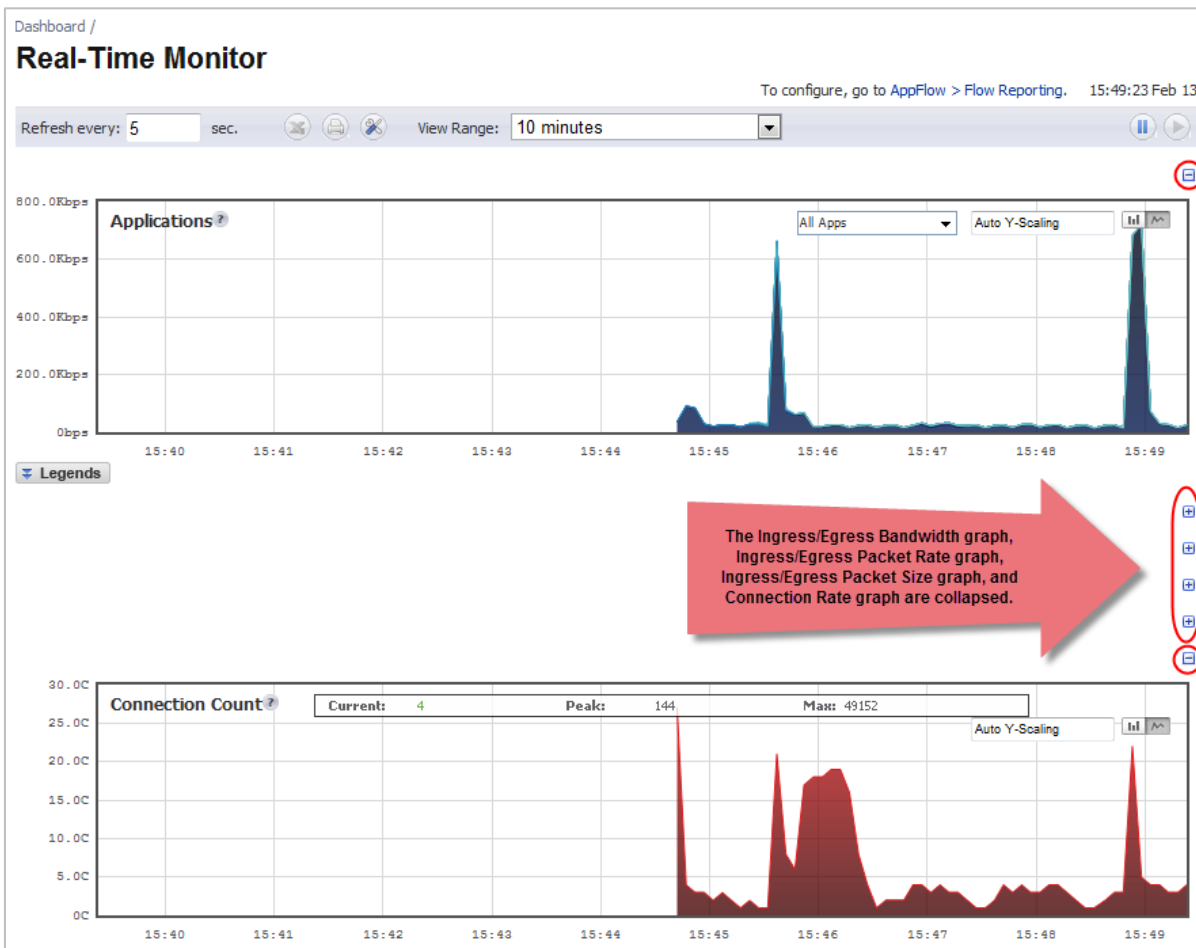 Dashboard /
Real-Time Monitor
To configure, go to AppFlow > Flow Reporting. 15:49:23 Feb 13
Refresh every: 5 sec. View Range: 10 minutes
800.0Kbps
Applications ? All Apps Auto Y-Scaling
600.0Kbps
400.0Kbps
200.0Kbps
0bps
15:40 15:41 15:42 15:43 15:44 15:45 15:46 15:47 15:48 15:49
Legends
The Ingress/Egress Bandwidth graph,
Ingress/Egress Packet Rate graph,
Ingress/Egress Packet Size graph, and
Connection Rate graph are collapsed.
30.0C
Connection Count ? Current: 4 Peak: 144 Max: 49152
25.0C
Auto Y-Scaling
20.0C
15.0C
10.0C
5.0C
0C
15:40 15:41 15:42 15:43 15:44 15:45 15:46 15:47 15:48 15:49